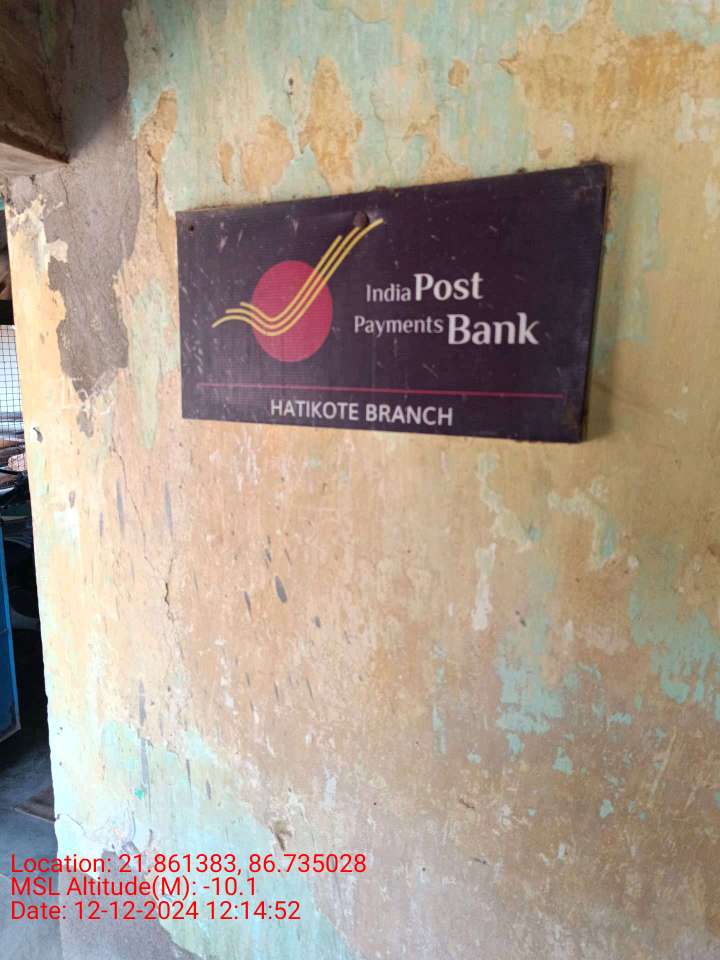 India Post
Payments Bank
HATIKOTE BRANCH
Location: 21.861383, 86.735028
MSL Altitude(M): -10.1
Date: 12-12-2024 12:14:52